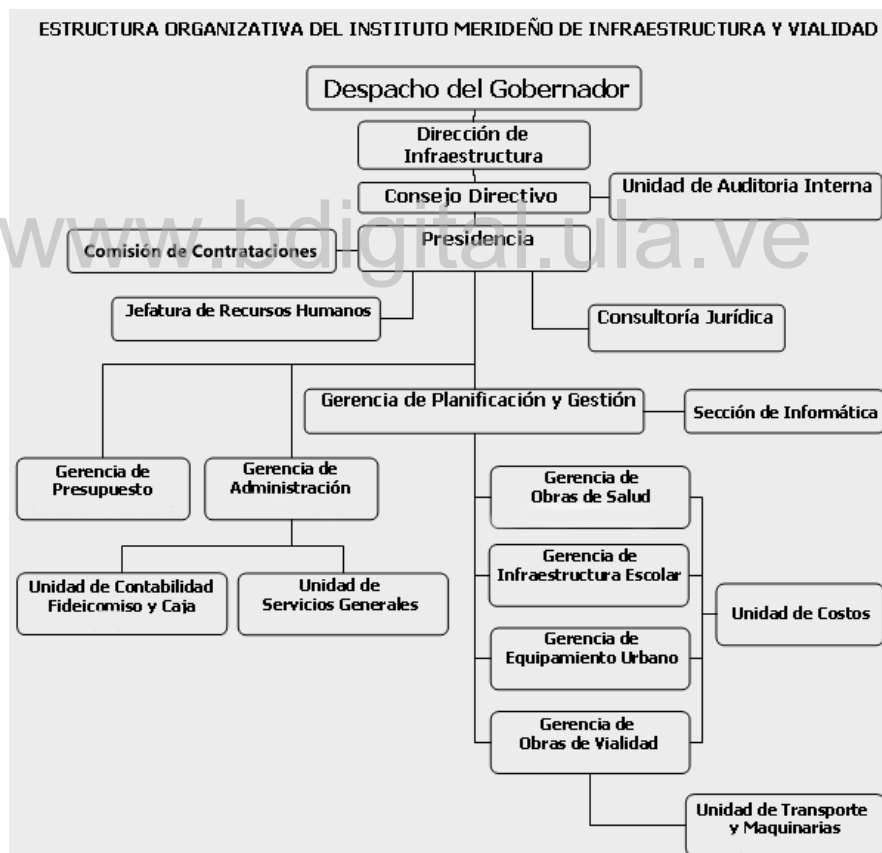 ESTRUCTURA ORGANIZATIVA DEL INSTITUTO MERIDEÑO DE INFRAESTRUCTURA Y VIALIDAD
Despacho del Gobernador
Dirección de
Infraestructura
Consejo Directivo
Unidad de Auditoria Interna
www.bdigital.ula.ve
Presidencia
Comisión de Contrataciones
Jefatura de Recursos Humanos
Consultoría Jurídica
Gerencia de Planificación y Gestión
Sección de Informática
Gerencia de
Presupuesto
Gerencia de
Administración
Gerencia de
Obras de Salud
Unidad de Contabilidad
Fideicomiso y Caja
Unidad de
Servicios Generales
Gerencia de
Infraestructura Escolar
Unidad de Costos
Gerencia de
Equipamiento Urbano
Gerencia de
Obras de Vialidad
Unidad de Transporte
y Maquinarias